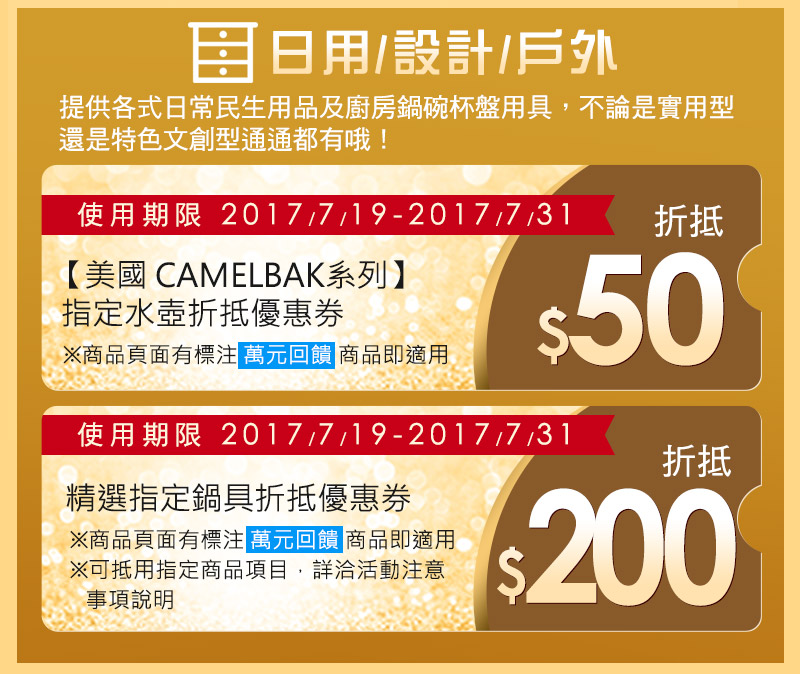 日用/設計/戶外
提供各式日常民生用品及廚房鍋碗杯盤用具，不論是實用型
還是特色文創型通通都有哦！
使用期限 2017/7/19-2017/7/31
折抵
$50
【美國 CAMELBAK系列】
指定水壺折抵優惠券
※商品頁面有標注 萬元回饋 商品即適用
使用期限 2017/7/19-2017/7/31
折抵
$200
精選指定鍋具折抵優惠券
※商品頁面有標注 萬元回饋 商品即適用
※可抵用指定商品項目，詳洽活動注意
事項說明